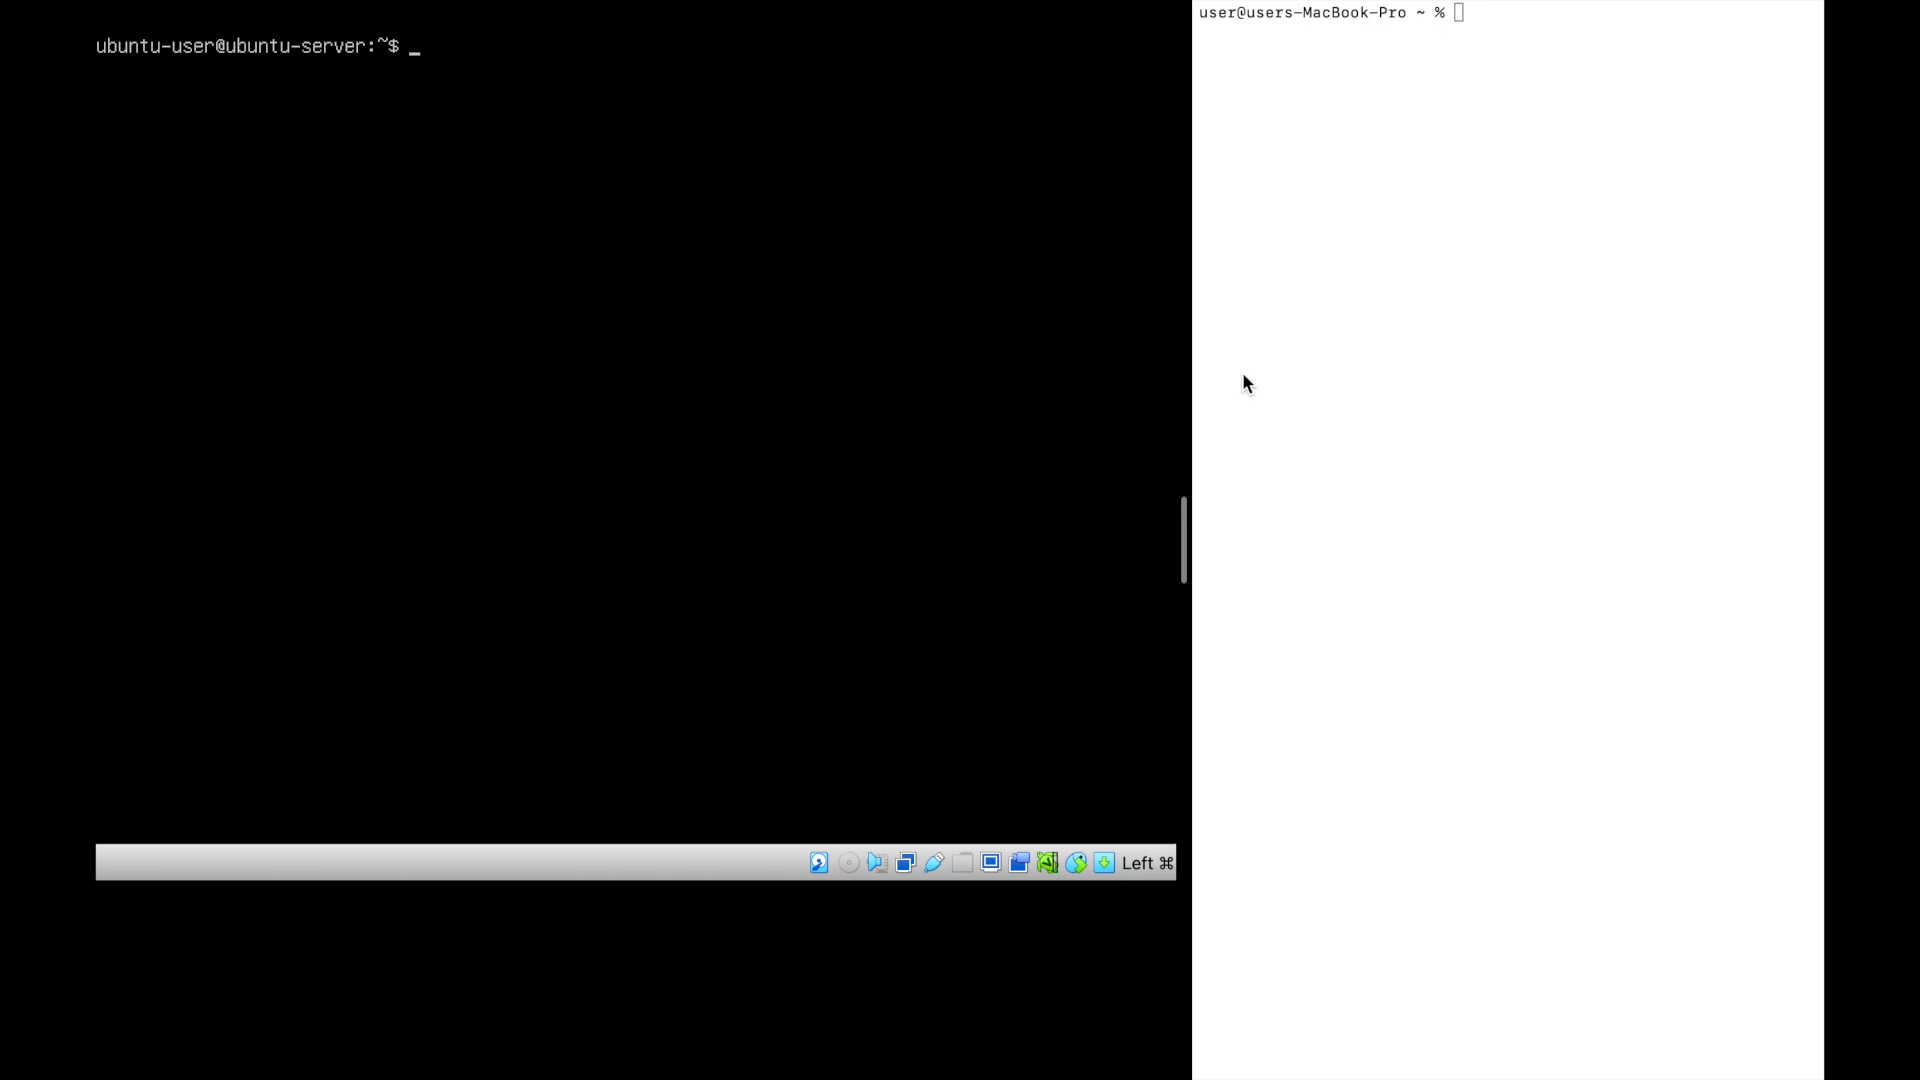 ubuntu-user@ubuntu-server:~$ _
user@users-MacBook-Pro ~ %
Left ⌘